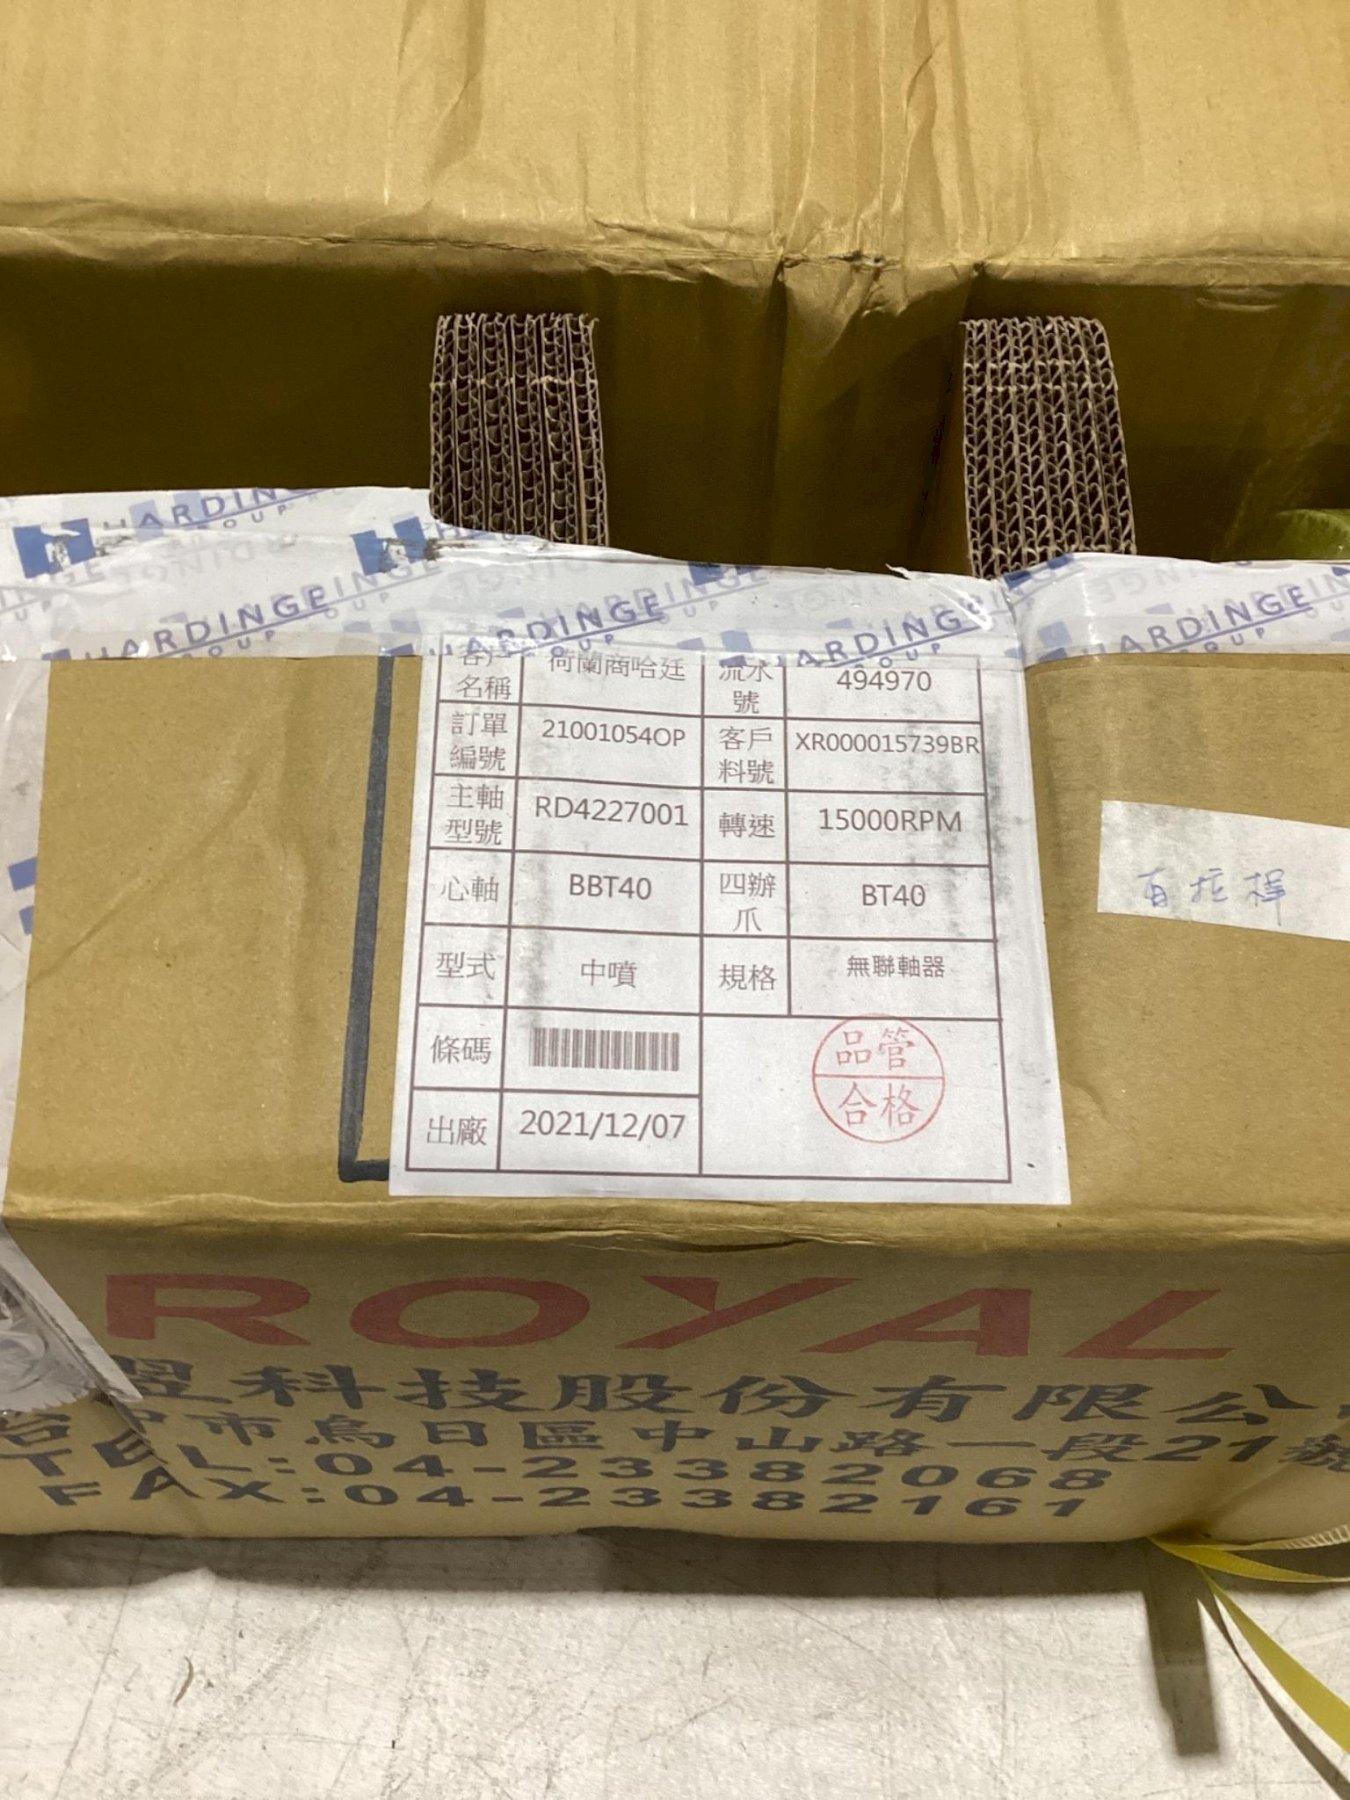 HARDINGE
GROUP
客戶名稱 荷蘭商哈廷 流水號 494970
訂單編號 21001054OP 客戶料號 XR000015739BR
主軸型號 RD4227001 轉速 15000RPM
心軸 BBT40 四辦爪 BT40
型式 中噴 規格 無聯軸器
條碼
品管
合格
出廠 2021/12/07
ROYAL
翌科技股份有限公
台中市烏日區中山路一段21號
TEL:04-23382068
FAX:04-23382161